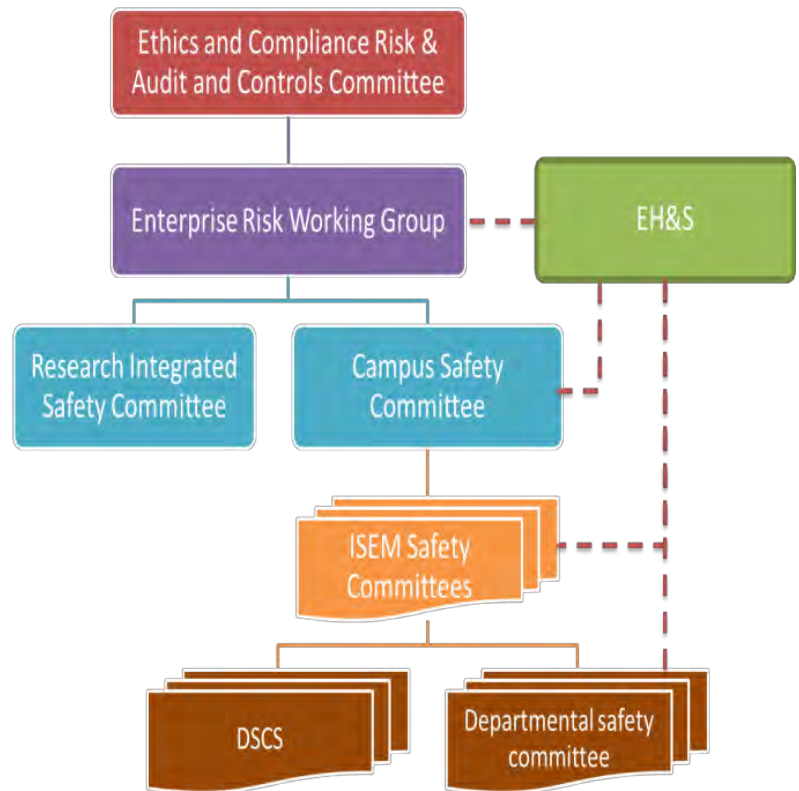 Ethics and Compliance Risk &
Audit and Controls Committee
Enterprise Risk Working Group
EH&S
Research Integrated
Safety Committee
Campus Safety
Committee
ISEM Safety
Committees
DSCS
Departmental safety
committee